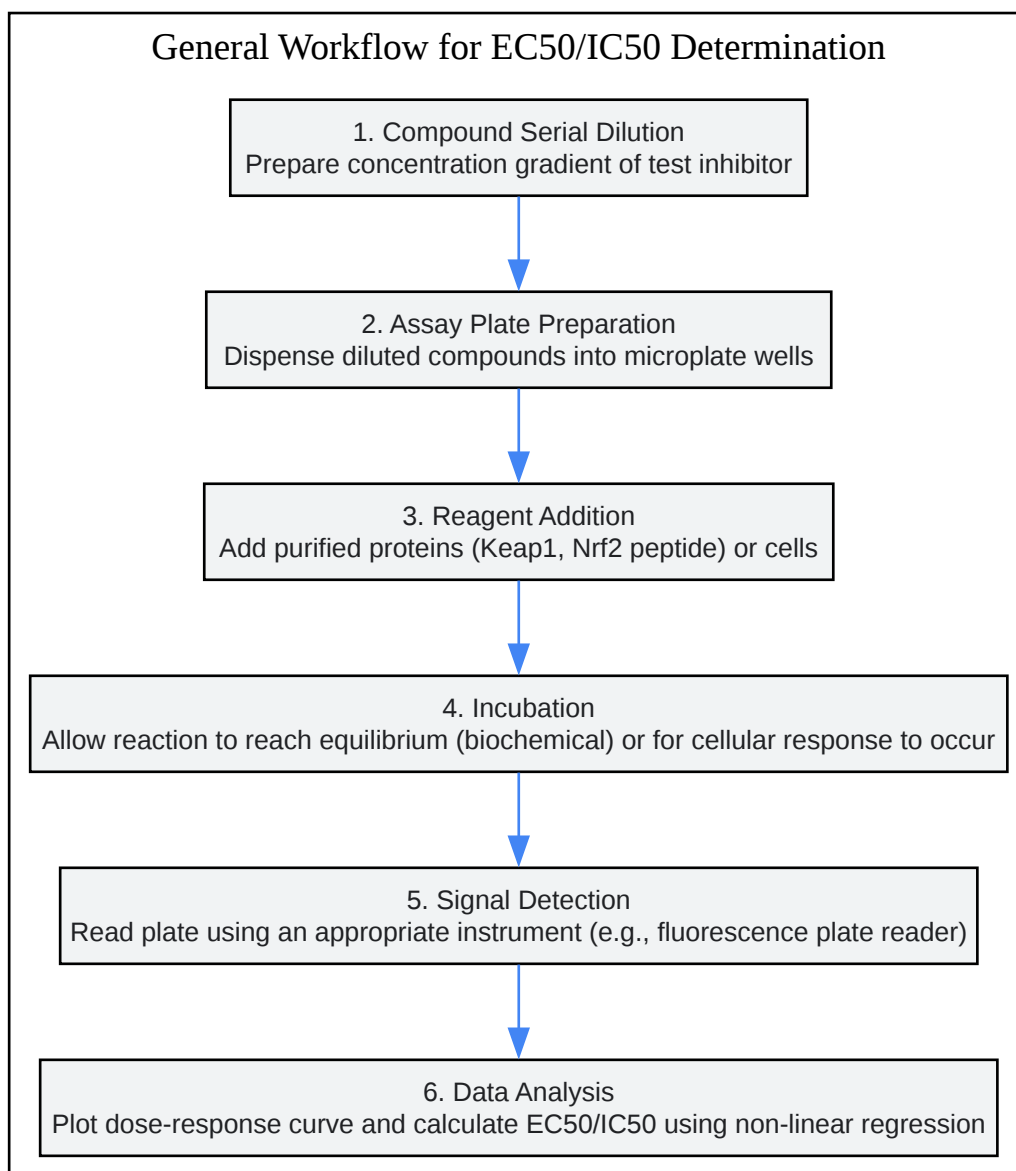 General Workflow for EC50/IC50 Determination
1. Compound Serial Dilution
Prepare concentration gradient of test inhibitor
2. Assay Plate Preparation
Dispense diluted compounds into microplate wells
3. Reagent Addition
Add purified proteins (Keap1, Nrf2 peptide) or cells
4. Incubation
Allow reaction to reach equilibrium (biochemical) or for cellular response to occur
5. Signal Detection
Read plate using an appropriate instrument (e.g., fluorescence plate reader)
6. Data Analysis
Plot dose-response curve and calculate EC50/IC50 using non-linear regression